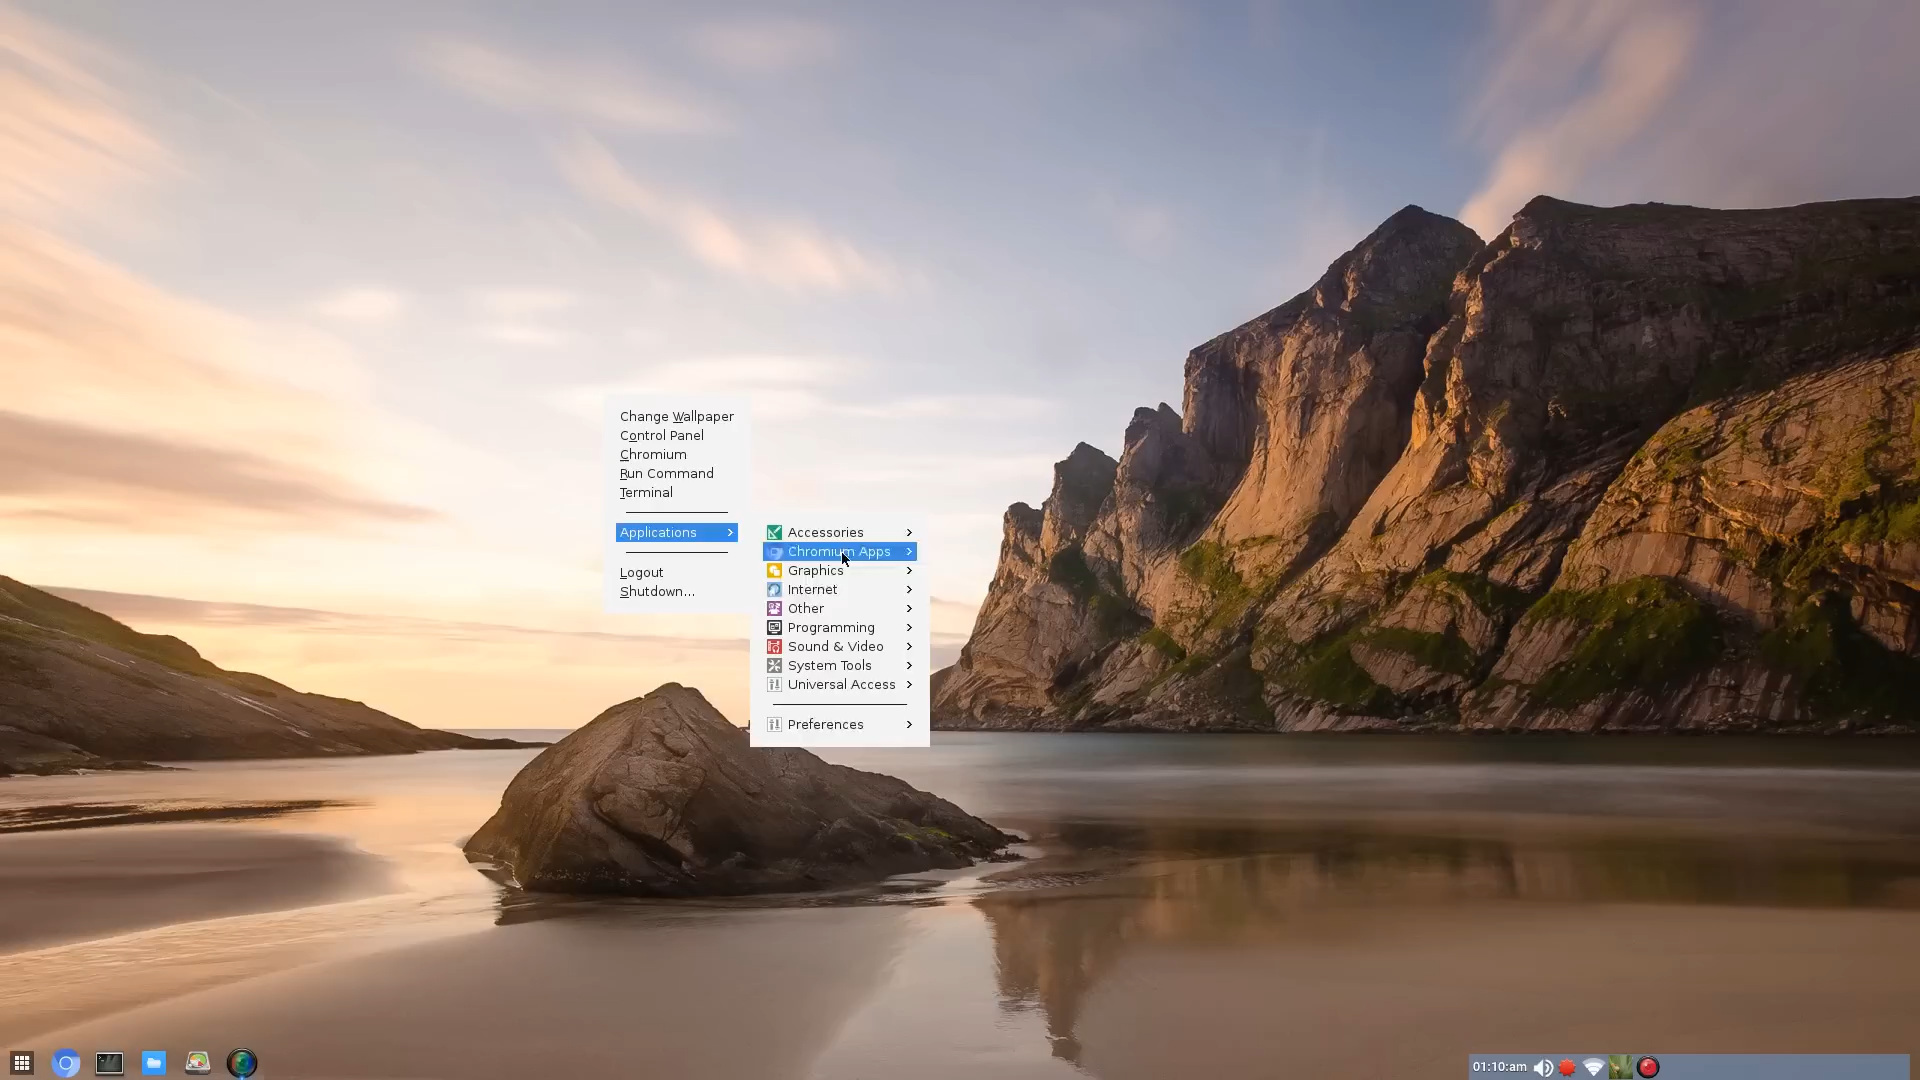 Change Wallpaper
Control Panel
Chromium
Run Command
Terminal
Applications
Logout
Shutdown...
Accessories
Chromium Apps
Graphics
Internet
Other
Programming
Sound & Video
System Tools
Universal Access
Preferences
01:10:am